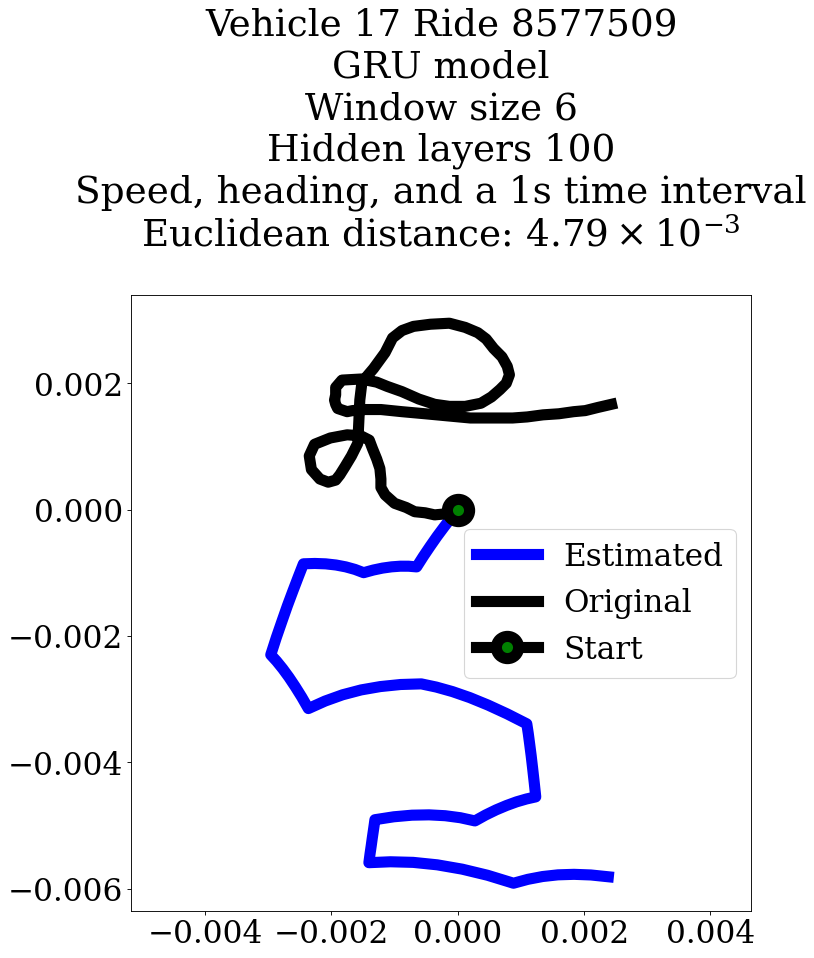 Vehicle 17 Ride 8577509
GRU model
Window size 6
Hidden layers 100
Speed, heading, and a 1s time interval
Euclidean distance: 4.79 × 10⁻³
0.002
0.000
−0.002
−0.004
−0.006
Estimated
Original
Start
−0.004 −0.002 0.000 0.002 0.004